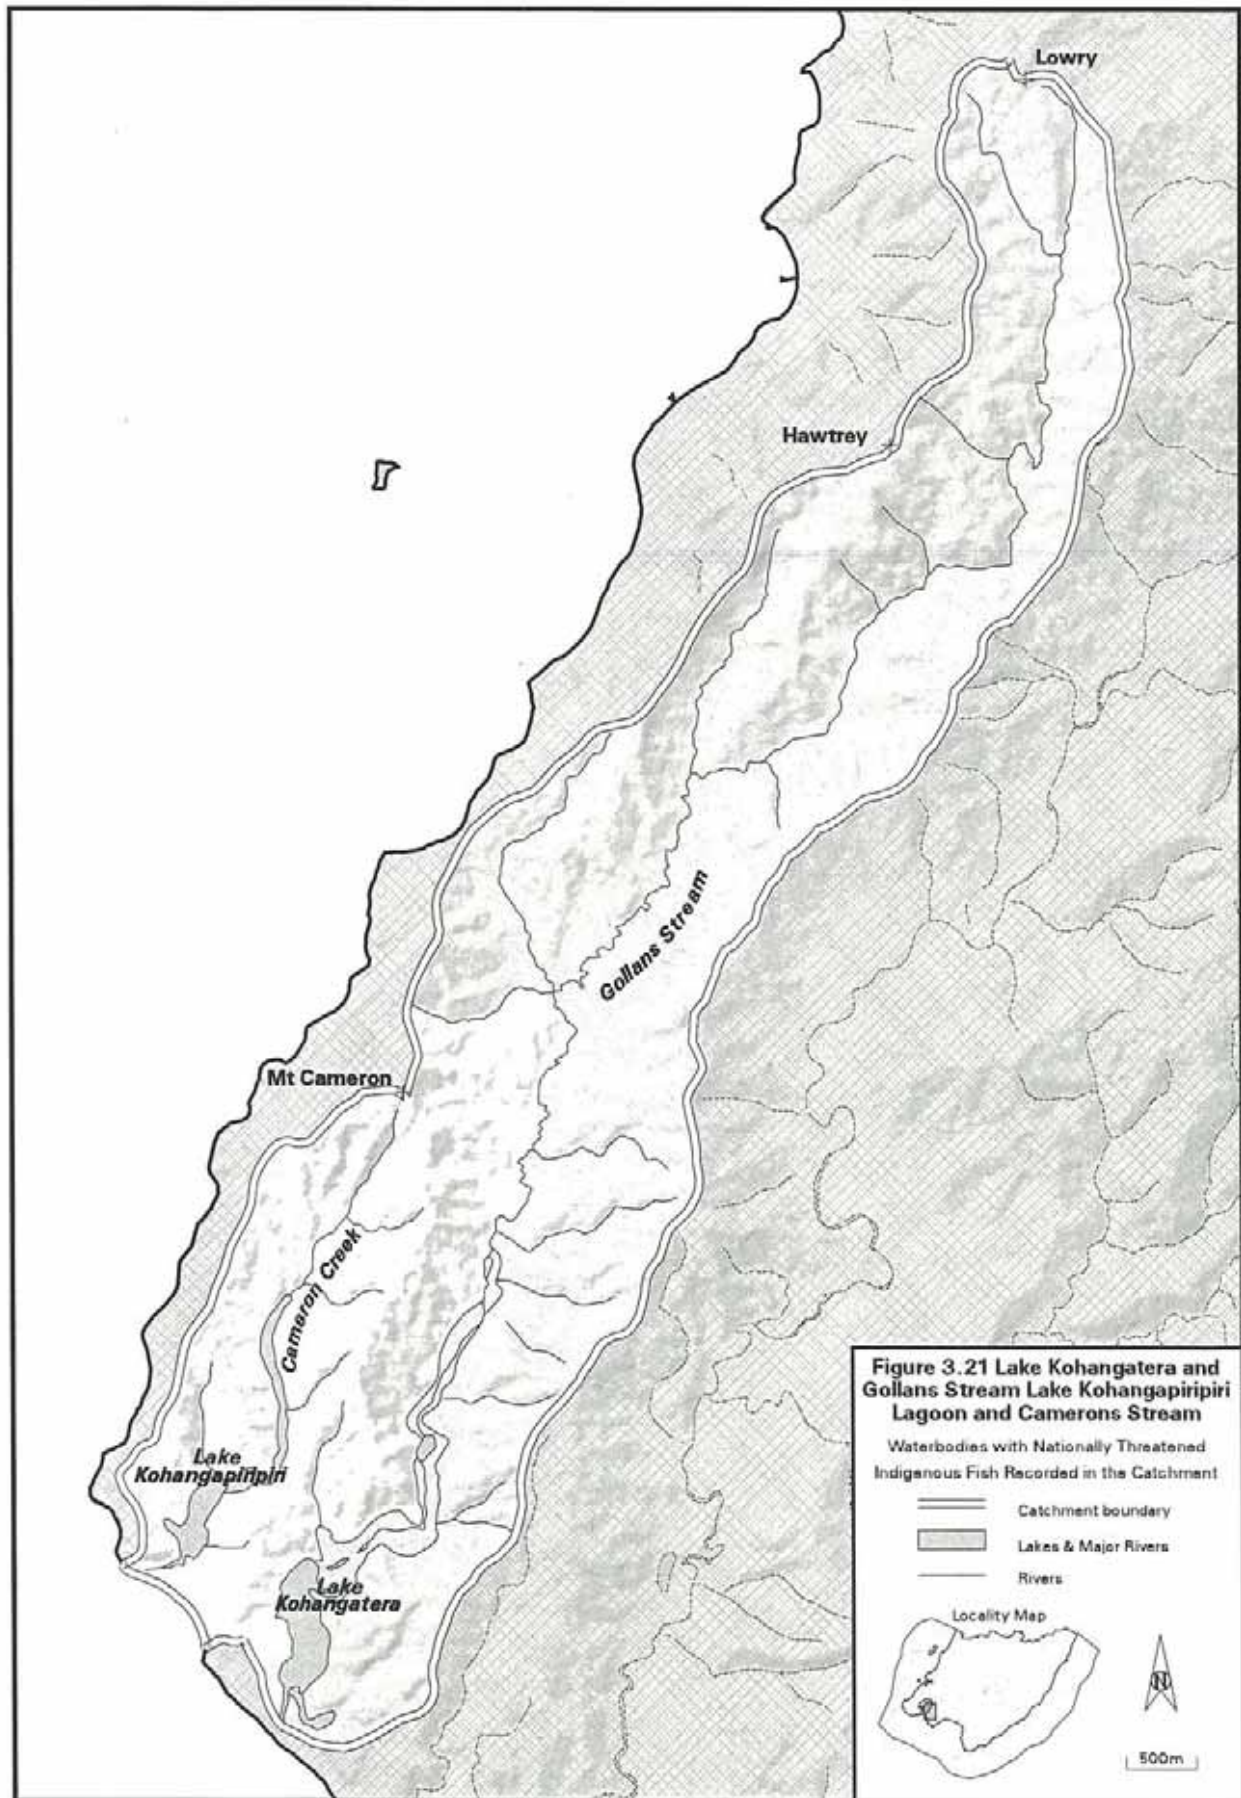 Lowry
Hawtrey
Gollans Stream
Mt Cameron
Cameron Creek
Lake
Kohangapiripiri
Lake
Kohangatera
Figure 3.21 Lake Kohangatera and
Gollans Stream Lake Kohangapiripiri
Lagoon and Camerons Stream
Waterbodies with Nationally Threatened
Indigenous Fish Recorded in the Catchment
Catchment boundary
Lakes & Major Rivers
Rivers
Locality Map
N
500m